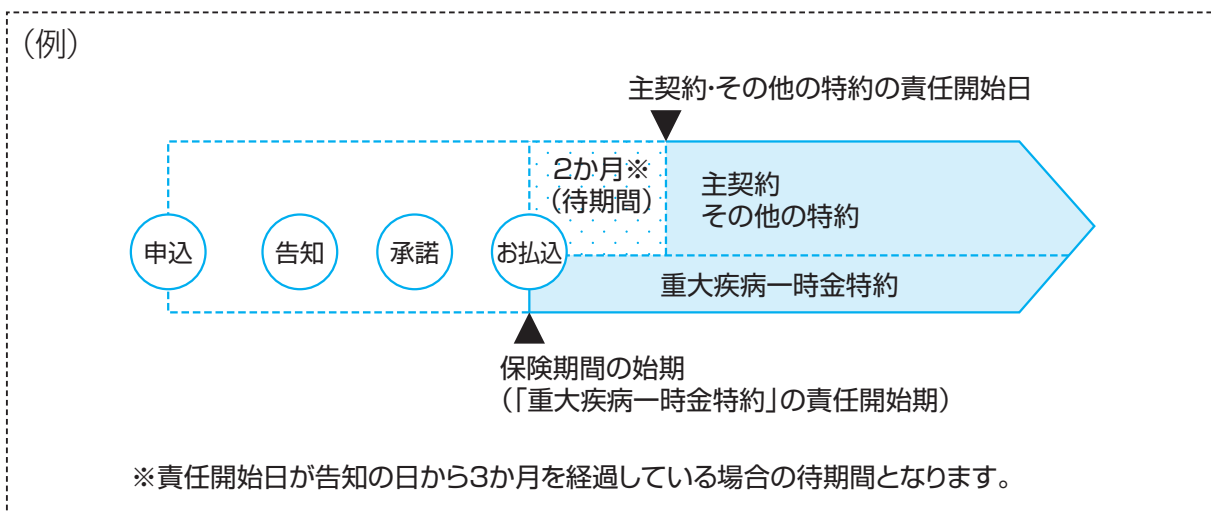 (例)
主契約・その他の特約の責任開始日
2か月※
(待期間)
主契約
その他の特約
申込
告知
承諾
お払込
重大疾病一時金特約
保険期間の始期
(「重大疾病一時金特約」の責任開始期)
※責任開始日が告知の日から3か月を経過している場合の待期間となります。